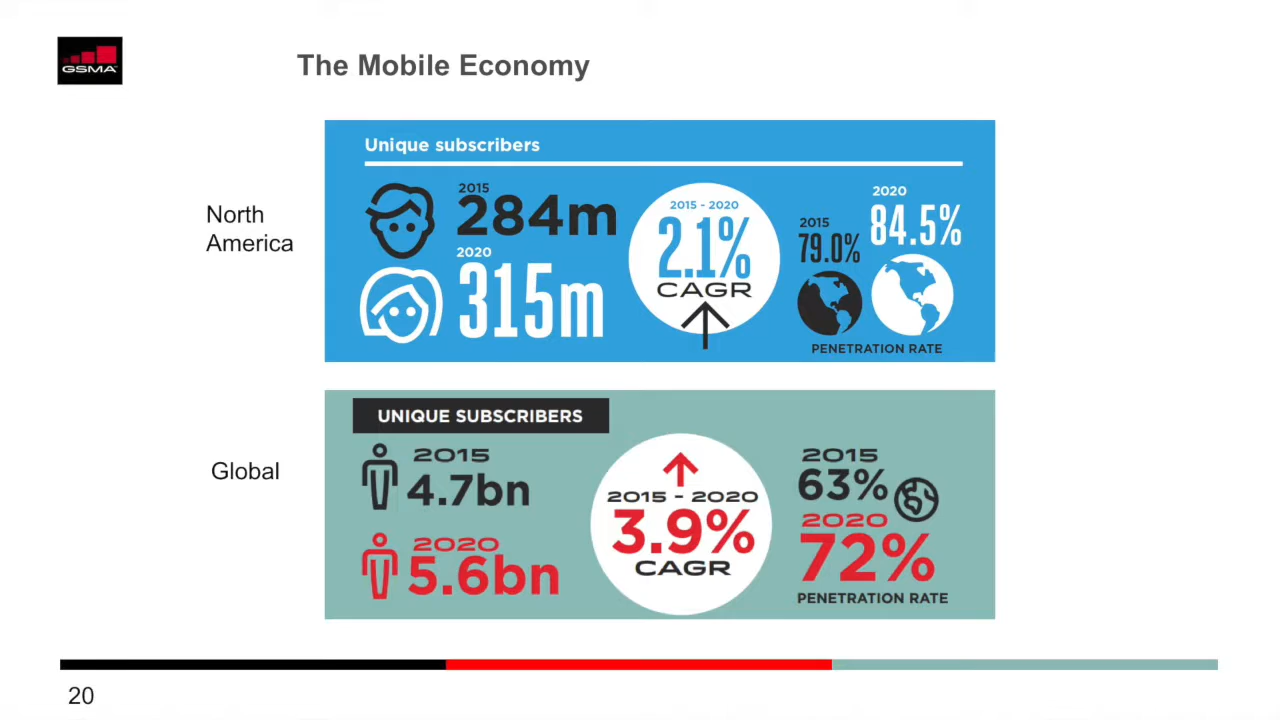 GSMA™
The Mobile Economy
North
America
Unique subscribers
2015
284m
2020
315m
2015 - 2020
2.1%
CAGR
2015
79.0%
2020
84.5%
PENETRATION RATE
Global
UNIQUE SUBSCRIBERS
2015
4.7bn
2020
5.6bn
2015 - 2020
3.9%
CAGR
2015
63%
2020
72%
PENETRATION RATE
20